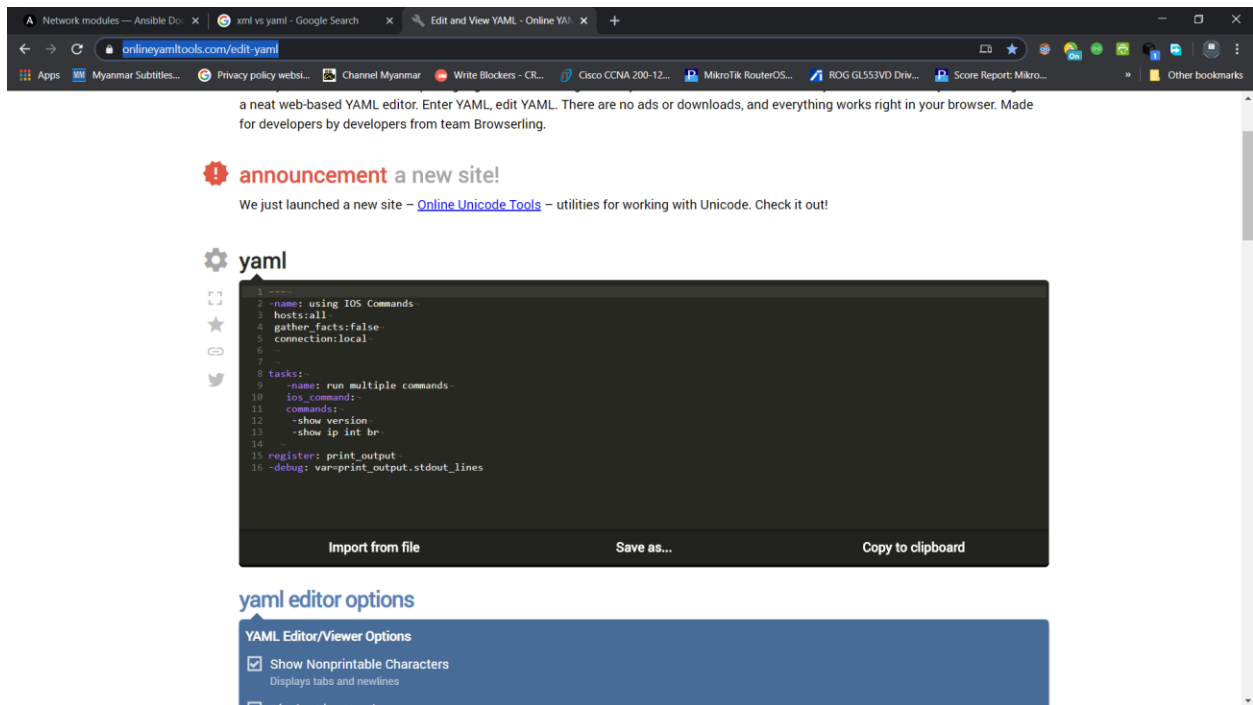 Network modules — Ansible Doc
xml vs yaml - Google Search
Edit and View YAML - Online YAM
onlineyamltools.com/edit-yaml
Apps
Myanmar Subtitles...
Privacy policy websi...
Channel Myanmar
Write Blockers - CR...
Cisco CCNA 200-12...
MikroTik RouterOS...
ROG GL553VD Driv...
Score Report: Mikro...
»
Other bookmarks
a neat web-based YAML editor. Enter YAML, edit YAML. There are no ads or downloads, and everything works right in your browser. Made
for developers by developers from team Browserling.
announcement a new site!
We just launched a new site – Online Unicode Tools – utilities for working with Unicode. Check it out!
yaml
1 ---
2 -name: using IOS Commands
3 hosts:all
4 gather_facts:false
5 connection:local
6
7
8 tasks:
9 -name: run multiple commands
10 ios_command:
11 commands:
12 -show version
13 -show ip int br
14
15 register: print_output
16 -debug: var=print_output.stdout_lines
Import from file
Save as...
Copy to clipboard
yaml editor options
YAML Editor/Viewer Options
Show Nonprintable Characters
Displays tabs and newlines